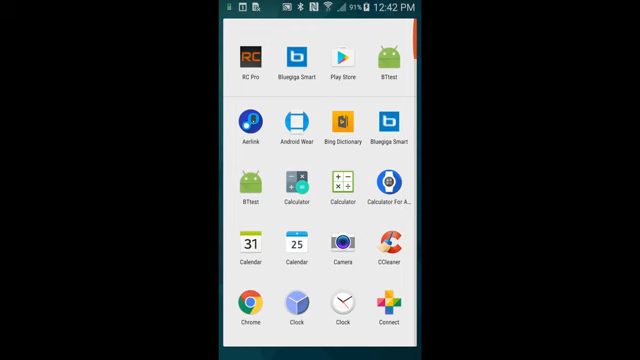 91% 12:42 PM
RC
RC Pro Bluegiga Smart Play Store BTtest
Aerlink Android Wear Bing Dictionary Bluegiga Smart
BTtest Calculator Calculator Calculator For A...
31 25
Calendar Calendar Camera CCleaner
Chrome Clock Clock Connect